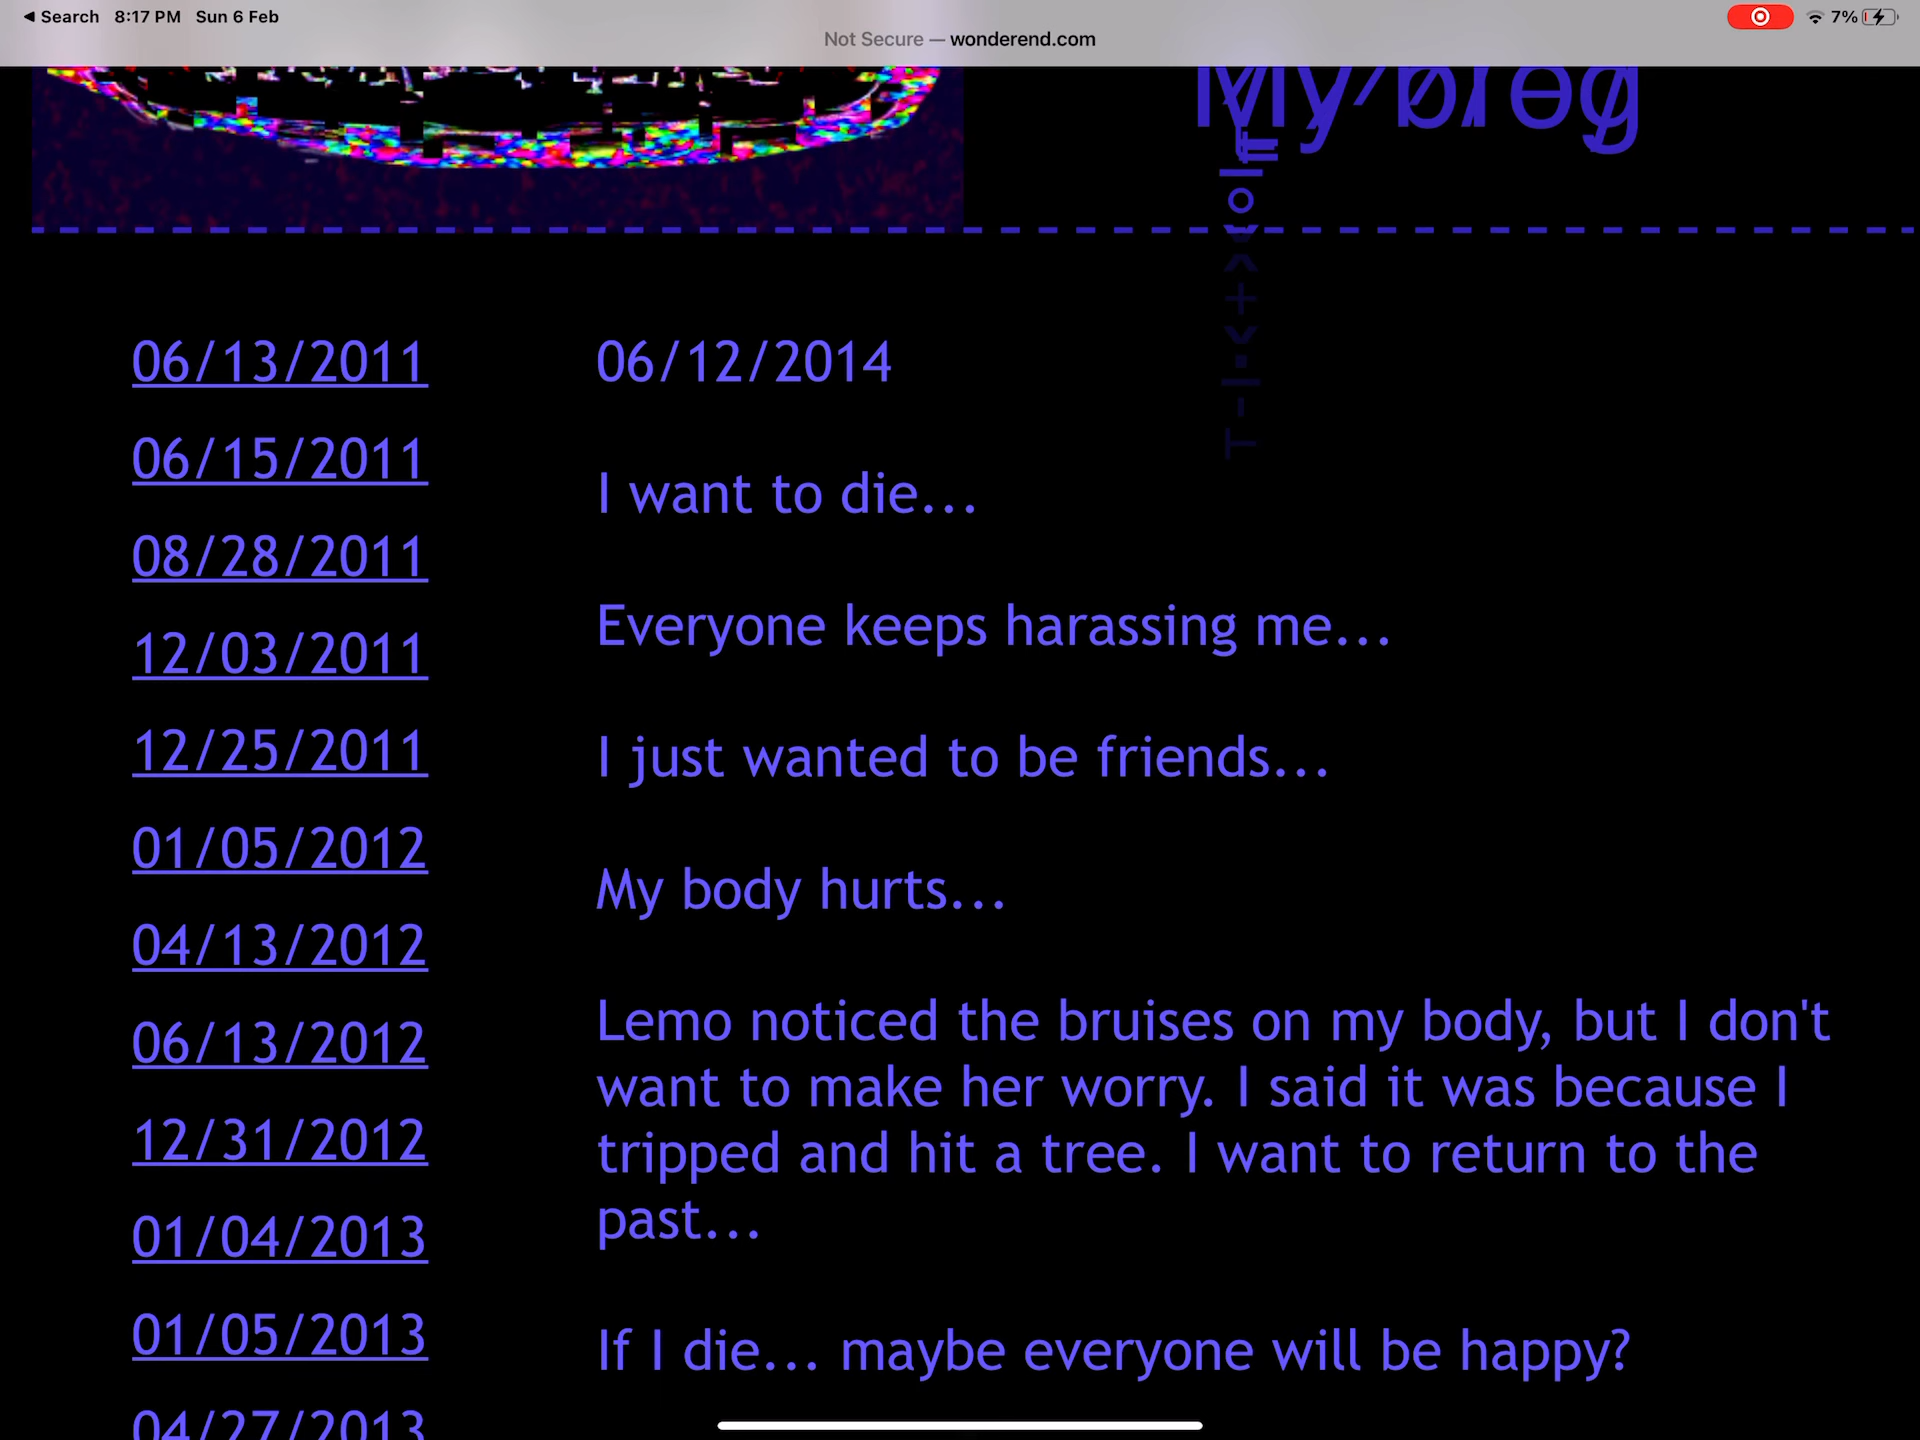 Search 8:17 PM Sun 6 Feb
7%
Not Secure — wonderend.com
06/13/2011
06/15/2011
08/28/2011
12/03/2011
12/25/2011
01/05/2012
04/13/2012
06/13/2012
12/31/2012
01/04/2013
01/05/2013
04/27/2013
06/12/2014
I want to die...
Everyone keeps harassing me...
I just wanted to be friends...
My body hurts...
Lemo noticed the bruises on my body, but I don't
want to make her worry. I said it was because I
tripped and hit a tree. I want to return to the
past...
If I die... maybe everyone will be happy?